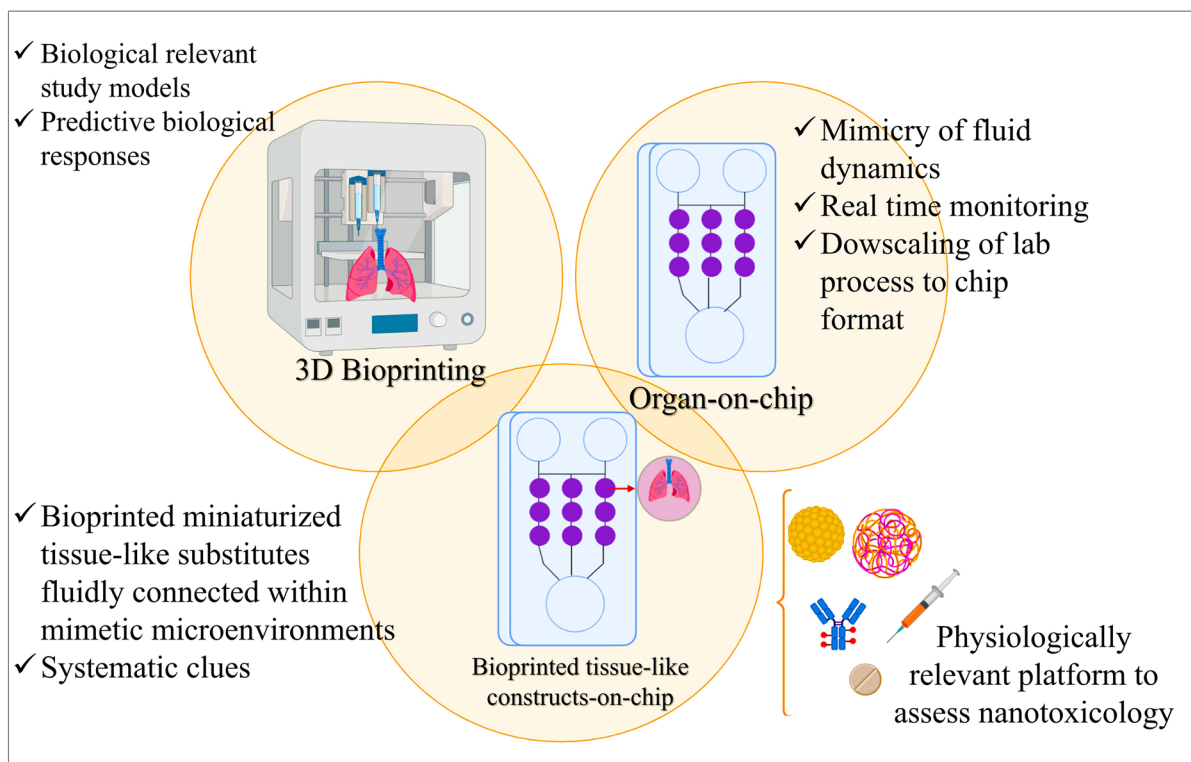 ✓ Biological relevant
study models
✓ Predictive biological
responses
3D Bioprinting
✓ Mimicry of fluid
dynamics
✓ Real time monitoring
✓ Dowscaling of lab
process to chip
format
Organ-on-chip
✓ Bioprinted miniaturized
tissue-like substitutes
fluidly connected within
mimetic microenvironments
✓ Systematic clues
Bioprinted tissue-like
constructs-on-chip
Physiologically
relevant platform to
assess nanotoxicology